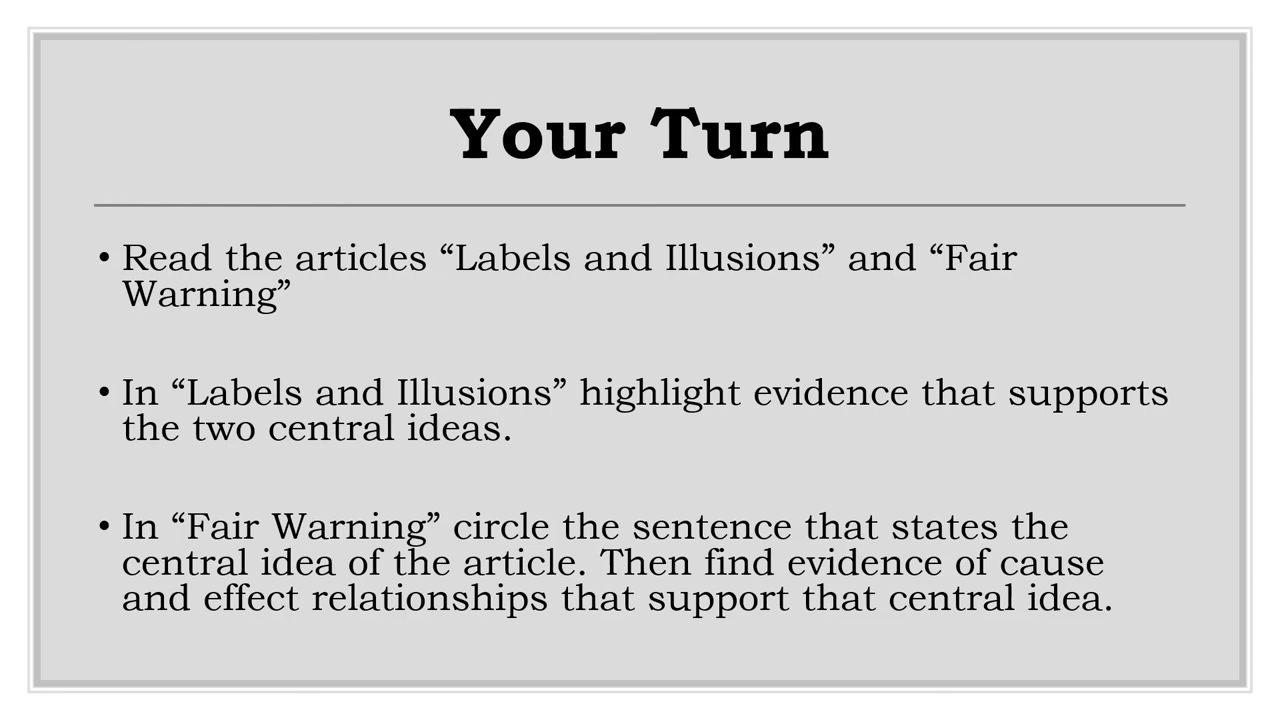 Your Turn
• Read the articles “Labels and Illusions” and “Fair
Warning”
• In “Labels and Illusions” highlight evidence that supports
the two central ideas.
• In “Fair Warning” circle the sentence that states the
central idea of the article. Then find evidence of cause
and effect relationships that support that central idea.